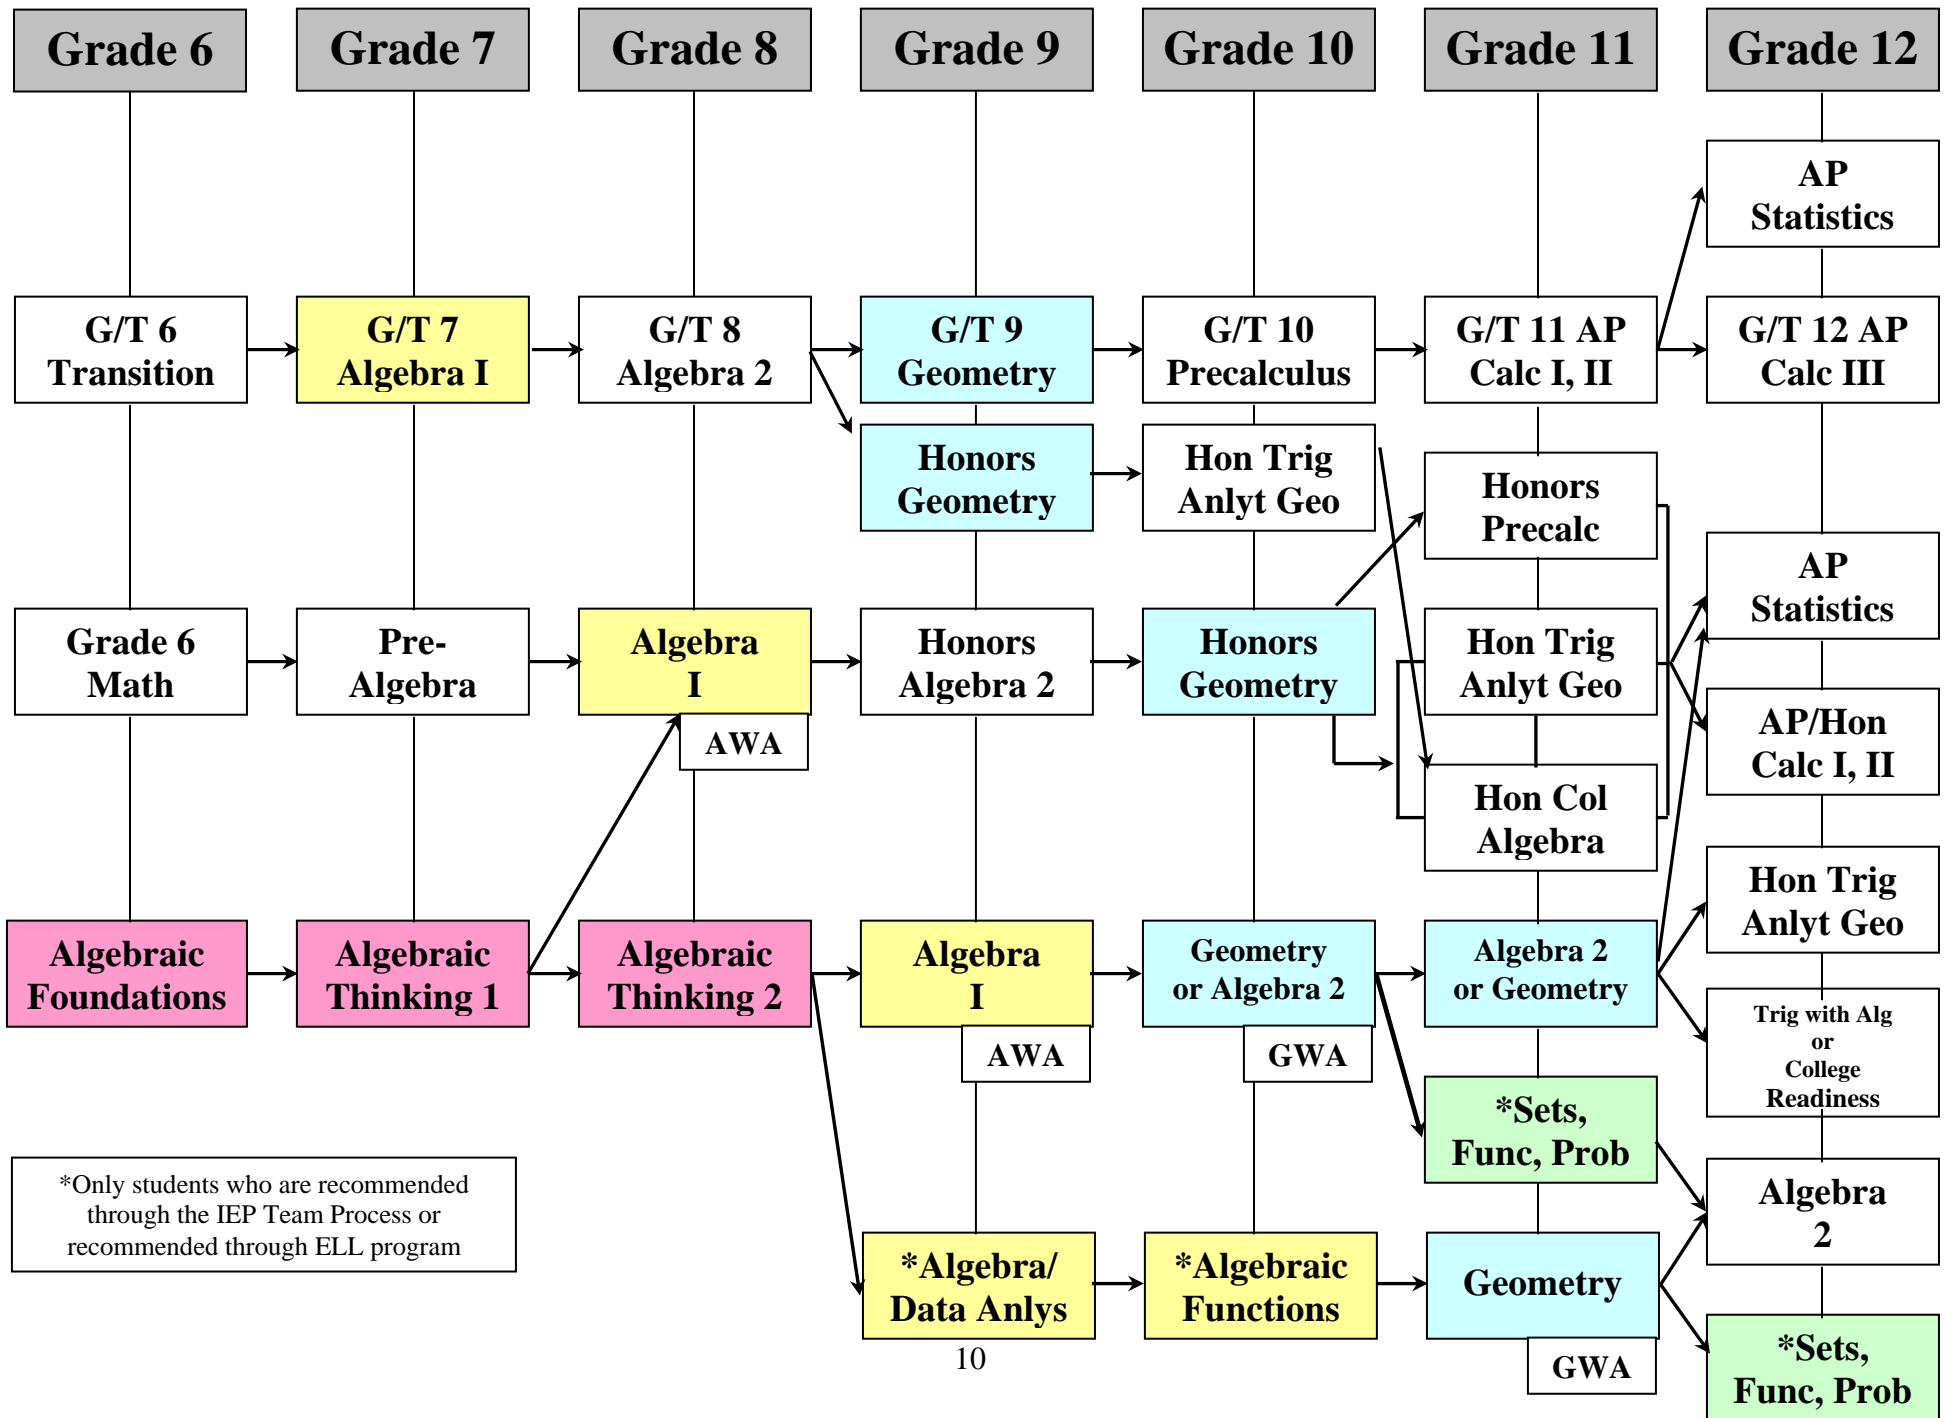 Grade 6
Grade 7
Grade 8
Grade 9
Grade 10
Grade 11
Grade 12
AP
Statistics
G/T 6
Transition
G/T 7
Algebra I
G/T 8
Algebra 2
G/T 9
Geometry
G/T 10
Precalculus
G/T 11 AP
Calc I, II
G/T 12 AP
Calc III
Honors
Geometry
Hon Trig
Anlyt Geo
Honors
Precalc
AP
Statistics
Grade 6
Math
Pre-
Algebra
Algebra
I
AWA
Honors
Algebra 2
Honors
Geometry
Hon Trig
Anlyt Geo
AP/Hon
Calc I, II
Hon Col
Algebra
Hon Trig
Anlyt Geo
Algebraic
Foundations
Algebraic
Thinking 1
Algebraic
Thinking 2
Algebra
I
AWA
Geometry
or Algebra 2
GWA
Algebra 2
or Geometry
Trig with Alg
or
College
Readiness
*Sets,
Func, Prob
Algebra
2
*Only students who are recommended
through the IEP Team Process or
recommended through ELL program
*Algebra/
Data Anlys
*Algebraic
Functions
Geometry
GWA
*Sets,
Func, Prob
10